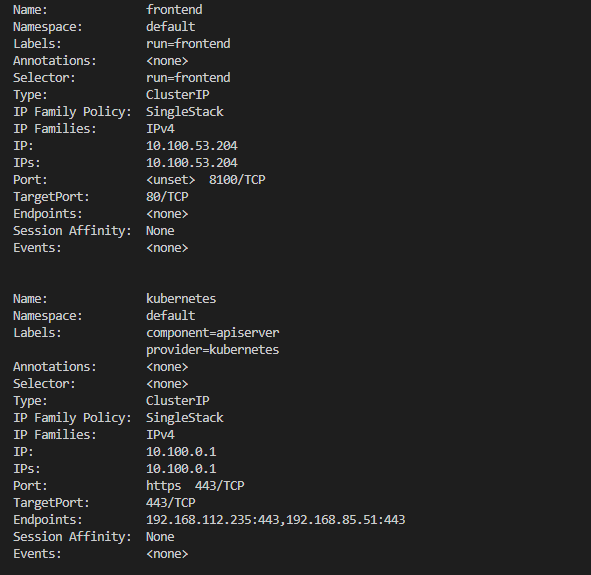 Name:              frontend
Namespace:         default
Labels:            run=frontend
Annotations:       <none>
Selector:          run=frontend
Type:              ClusterIP
IP Family Policy:  SingleStack
IP Families:       IPv4
IP:                10.100.53.204
IPs:               10.100.53.204
Port:              <unset>  8100/TCP
TargetPort:        80/TCP
Endpoints:         <none>
Session Affinity:  None
Events:            <none>
Name:              kubernetes
Namespace:         default
Labels:            component=apiserver
                   provider=kubernetes
Annotations:       <none>
Selector:          <none>
Type:              ClusterIP
IP Family Policy:  SingleStack
IP Families:       IPv4
IP:                10.100.0.1
IPs:               10.100.0.1
Port:              https  443/TCP
TargetPort:        443/TCP
Endpoints:         192.168.112.235:443,192.168.85.51:443
Session Affinity:  None
Events:            <none>